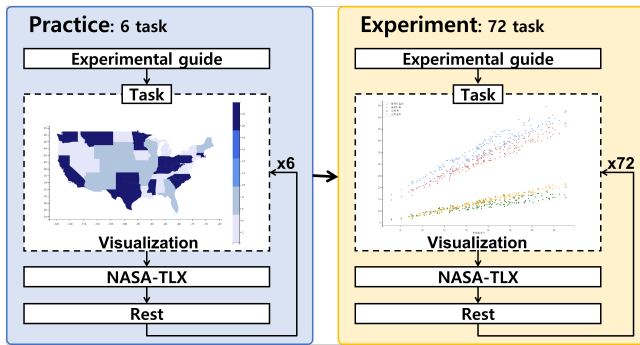 Practice: 6 task
Experimental guide
Task
x6
Visualization
NASA-TLX
Rest
Experiment: 72 task
Experimental guide
Task
x72
Visualization
NASA-TLX
Rest